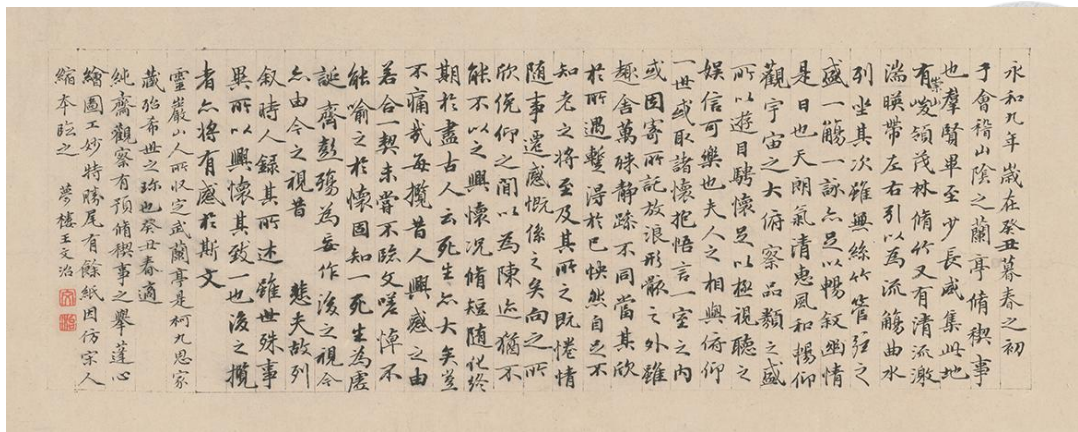 永和九年歲在癸丑暮春之初
于會稽山陰之蘭亭脩稧事
也羣賢畢至少長咸集此地
有崇峻領茂林脩竹又有清流激
湍暎帶左右引以為流觴曲水
列坐其次雖無絲竹管弦之
盛一觴一詠亦足以暢叙幽情
是日也天朗氣清惠風和暢仰
觀宇宙之大俯察品類之盛
所以遊目騁懷足以極視聽之
娛信可樂也夫人之相與俯仰
一世或取諸懷抱悟言一室之內
或因寄所託放浪形骸之外雖
趣舍萬殊静躁不同當其欣
於所遇暫得於己怏然自足不
知老之將至及其所之既惓情
隨事遷感慨係之矣向之所
欣俛仰之間以為陳迹猶不
能不以之興懷況脩短隨化終
期於盡古人云死生亦大矣豈
不痛哉每攬昔人興感之由
若合一契未嘗不臨文嗟悼不
能喻之於懷固知一死生為虛
誕齊彭殤為妄作後之視今
亦由今之視昔 悲夫故列
叙時人録其所述雖世殊事
異所以興懷其致一也後之攬
者亦將有感於斯文
靈巖山人所収定武蘭亭是柯九思家
藏殆希世之珎也癸丑春適
純齋觀察有預脩稧事之舉蓬心
繪圖工妙特勝尾有餘紙因仿宋人
縮本臨之 夢樓王文治